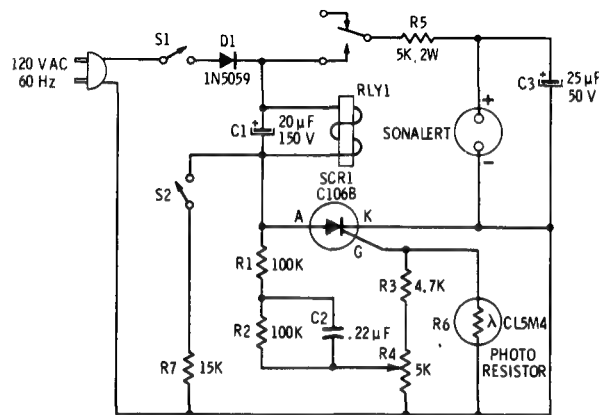 S1
D1
1N5059
120 V AC
60 Hz
R5
5K, 2W
RLY1
C1
+
20 µF
150 V
C3
+
25 µF
50 V
+
SONALERT
-
S2
SCR1
C106B
A
K
G
R1
100K
R2
100K
C2
.22 µF
R3
4.7K
R4
5K
R6
λ
CL5M4
PHOTO
RESISTOR
R7
15K